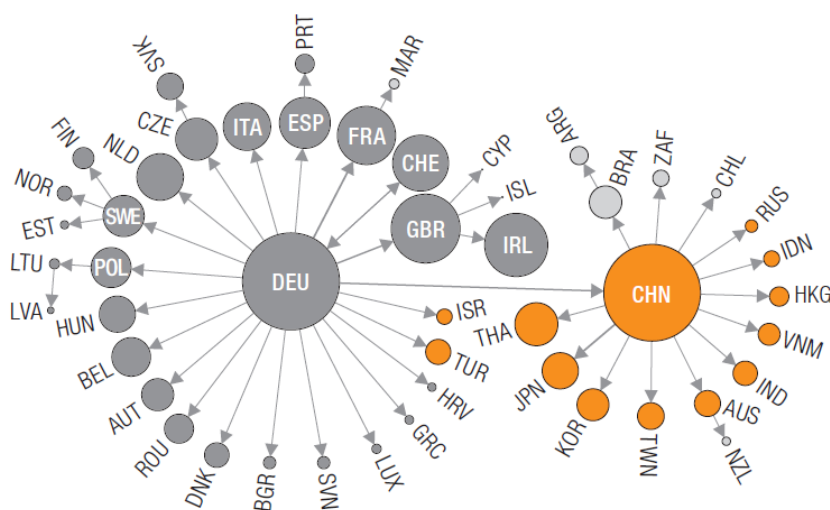 PRT
SVK
MAR
CZE
ITA
ESP
FRA
FIN
NLD
CHE
CYP
NOR
SWE
ISL
EST
GBR
IRL
LTU
POL
DEU
LVA
HUN
ISR
BEL
TUR
AUT
HRV
ROU
GRC
DNK
BGR
SVN
LUX
ARG
BRA
ZAF
CHL
RUS
IDN
CHN
HKG
THA
VNM
JPN
IND
KOR
TWN
AUS
NZL